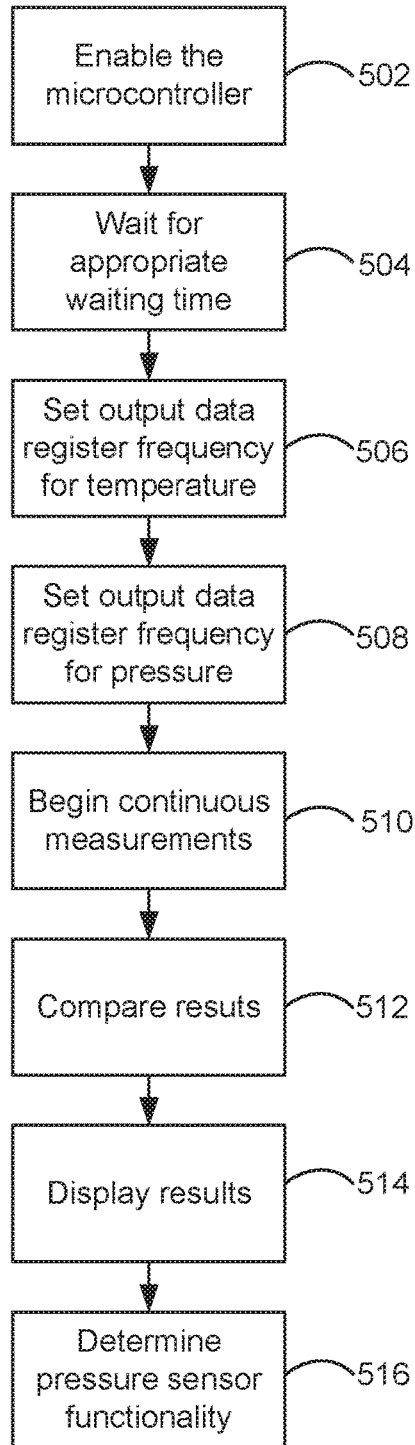 Enable the
microcontroller
502
Wait for
appropriate
waiting time
504
Set output data
register frequency
for temperature
506
Set output data
register frequency
for pressure
508
Begin continuous
measurements
510
Compare resuts
512
Display results
514
Determine
pressure sensor
functionality
516